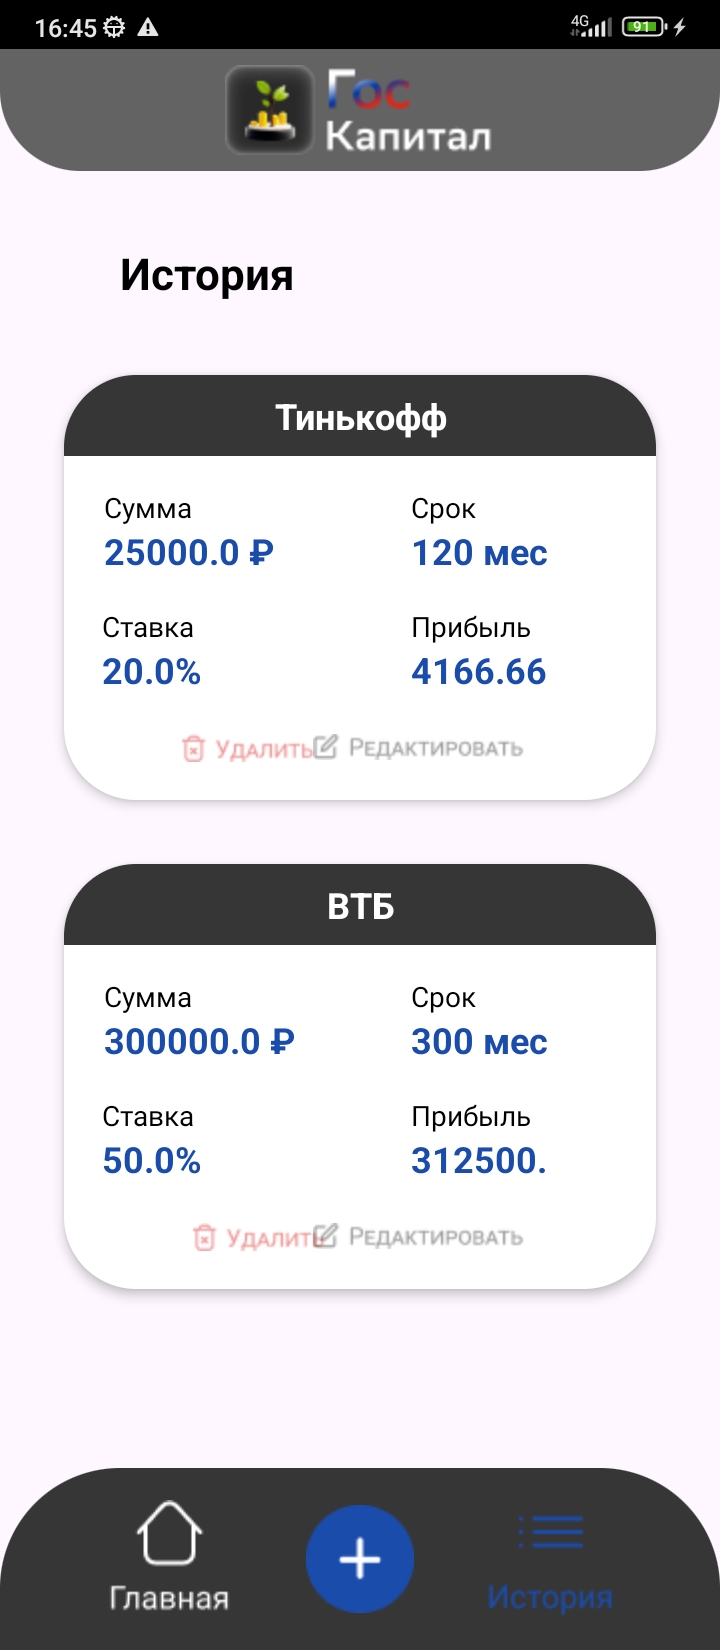 16:45 4G 91
Гос
Капитал
История
Тинькофф
Сумма Срок
25000.0 ₽ 120 мес
Ставка Прибыль
20.0% 4166.66
Удалить Редактировать
ВТБ
Сумма Срок
300000.0 ₽ 300 мес
Ставка Прибыль
50.0% 312500.
Удалить Редактировать
Главная История